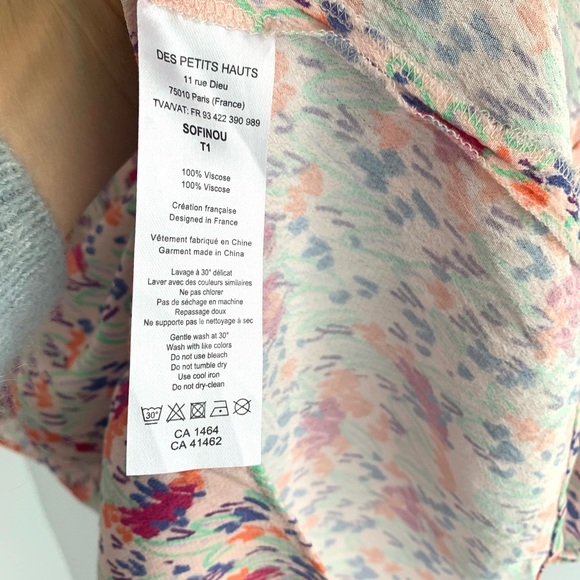 DES PETITS HAUTS
11 rue Dieu
75010 Paris (France)
TVA/VAT: FR 93 422 390 989
SOFINOU
T1
100% Viscose
100% Viscose
Création française
Designed in France
Vêtement fabriqué en Chine
Garment made in China
Lavage à 30° délicat
Laver avec des couleurs similaires
Ne pas chlorer
Pas de séchage en machine
Repassage doux
Ne supporte pas le nettoyage à sec
Gentle wash at 30°
Wash with like colors
Do not use bleach
Do not tumble dry
Use cool iron
Do not dry-clean
30°
CA 1464
CA 41462